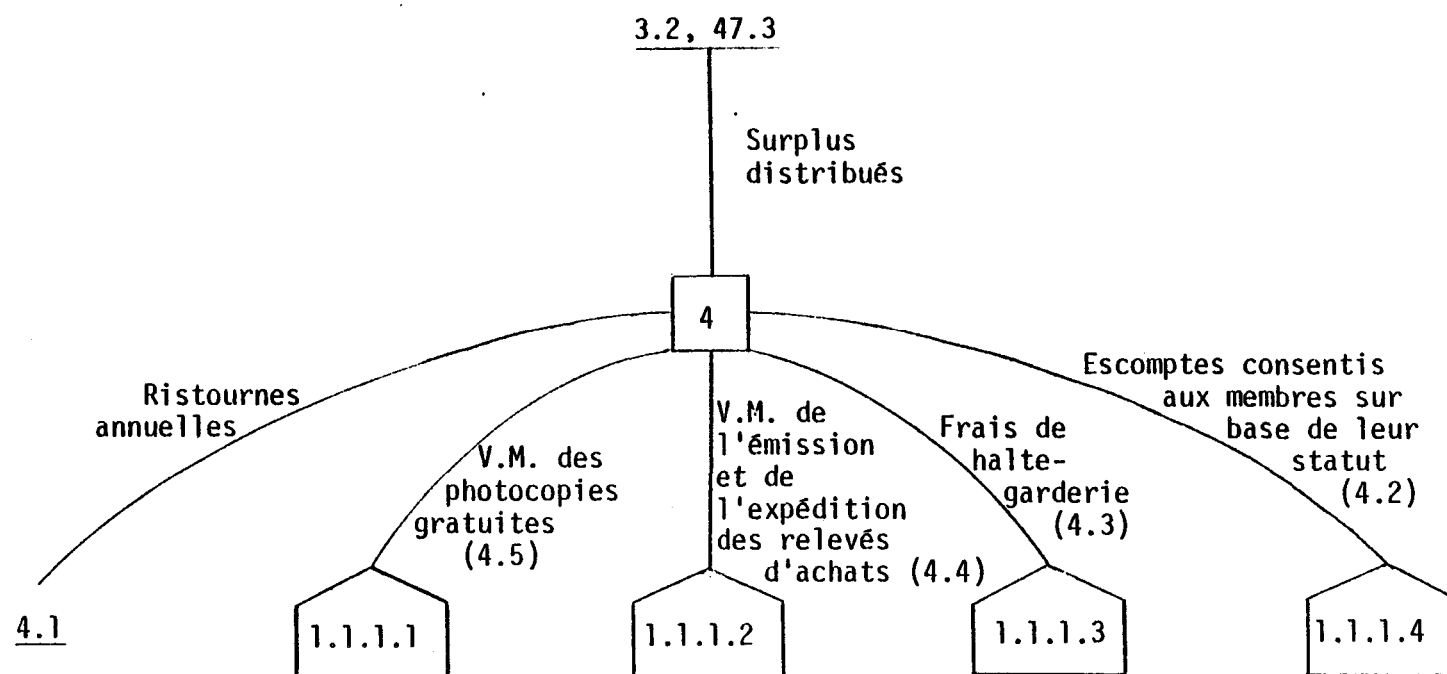 3.2, 47.3
Surplus
distribués
4
Ristournes
annuelles
V.M. des
photocopies
gratuites
(4.5)
V.M. de
l'émission
et de
l'expédition
des relevés
d'achats (4.4)
Frais de
halte-
garderie
(4.3)
Escomptes consentis
aux membres sur
base de leur
statut
(4.2)
4.1
1.1.1.1
1.1.1.2
1.1.1.3
1.1.1.4